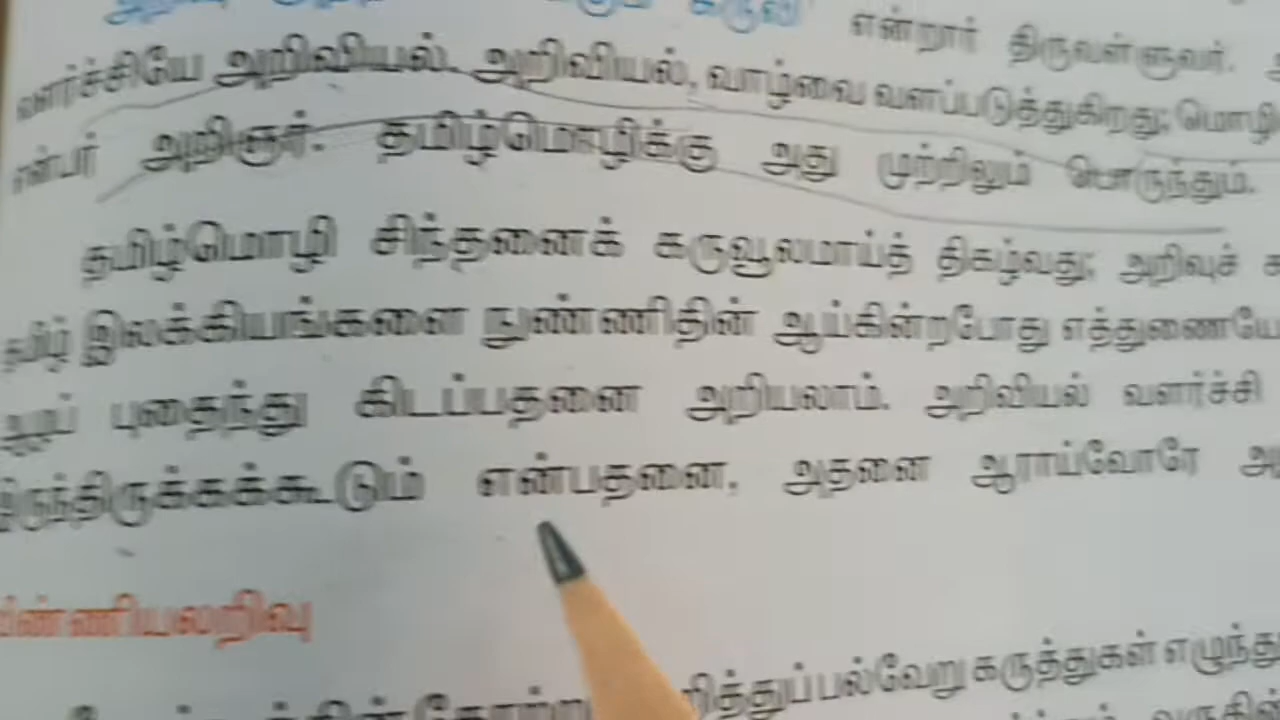 என்றார் திருவள்ளுவர்.
வளர்ச்சியே அறிவியல். அறிவியல், வாழ்வை வளப்படுத்துகிறது; மொழி
என்பர் அறிஞர். தமிழ்மொழிக்கு அது முற்றிலும் பொருந்தும்.
தமிழ்மொழி சிந்தனைக் கருவூலமாய்த் திகழ்வது; அறிவுச்
தமிழ் இலக்கியங்களை நுண்ணிதின் ஆய்கின்றபோது எத்துணையே
புதைந்து கிடப்பதனை அறியலாம். அறிவியல் வளர்ச்சி
இருந்திருக்கக்கூடும் என்பதனை, அதனை ஆராய்வோரே
விண்ணியலறிவு
பல்வேறு கருத்துகள் எழுந்து